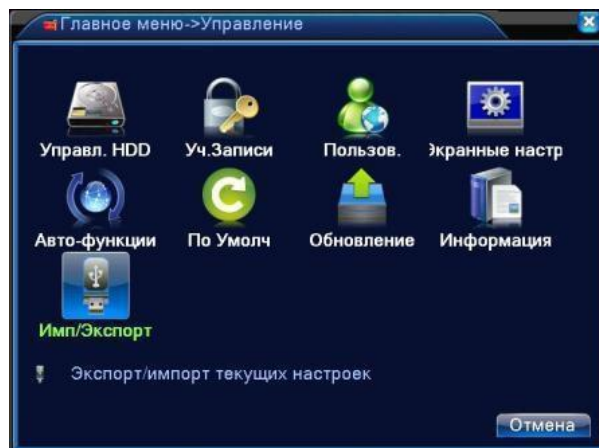 Главное меню->Управление
Управл. HDD Уч.Записи Пользов. Экранные настр
Авто-функции По Умолч Обновление Информация
Имп/Экспорт
Экспорт/импорт текущих настроек
Отмена